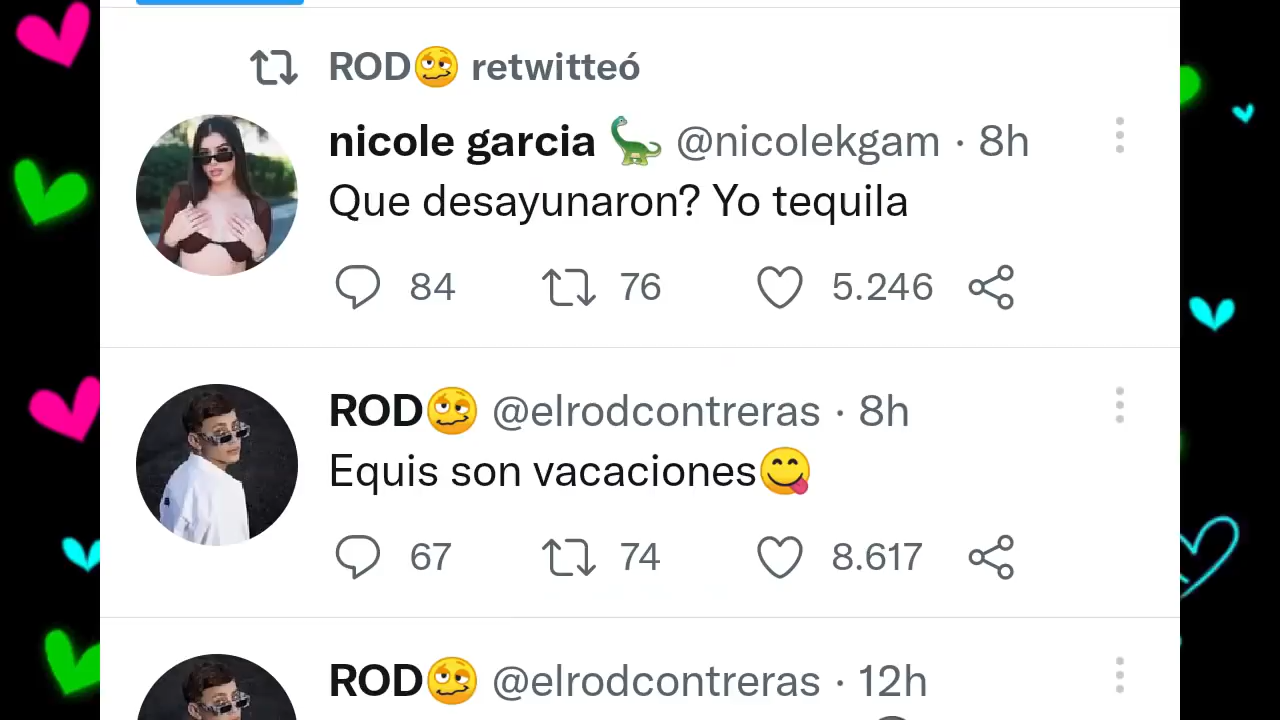 ROD🥴 retwitteó
nicole garcia 🦕 @nicolekgam · 8h
Que desayunaron? Yo tequila
84 76 5.246
ROD🥴 @elrodcontreras · 8h
Equis son vacaciones😋
67 74 8.617
ROD🥴 @elrodcontreras · 12h